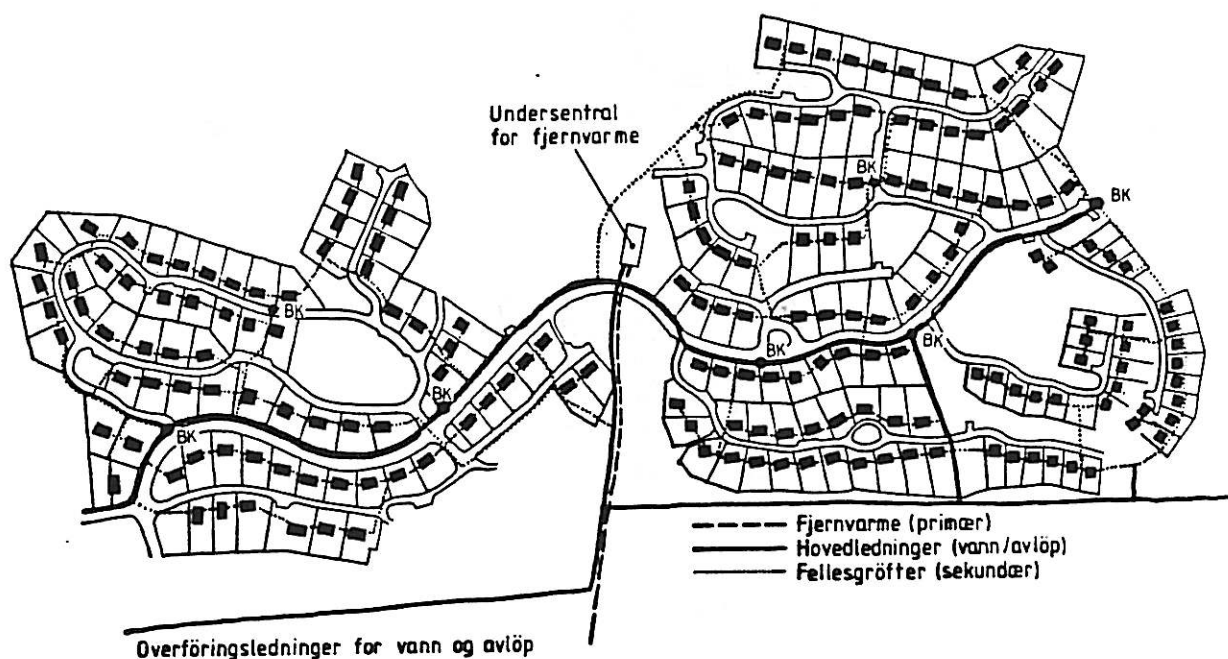 Undersentral
for fjernvarme
BK
BK
BK
BK
BK
BK
BK
Fjernvarme (primær)
Hovedledninger (vann/avlöp)
Fellesgröfter (sekundær)
Overföringsledninger for vann og avlöp